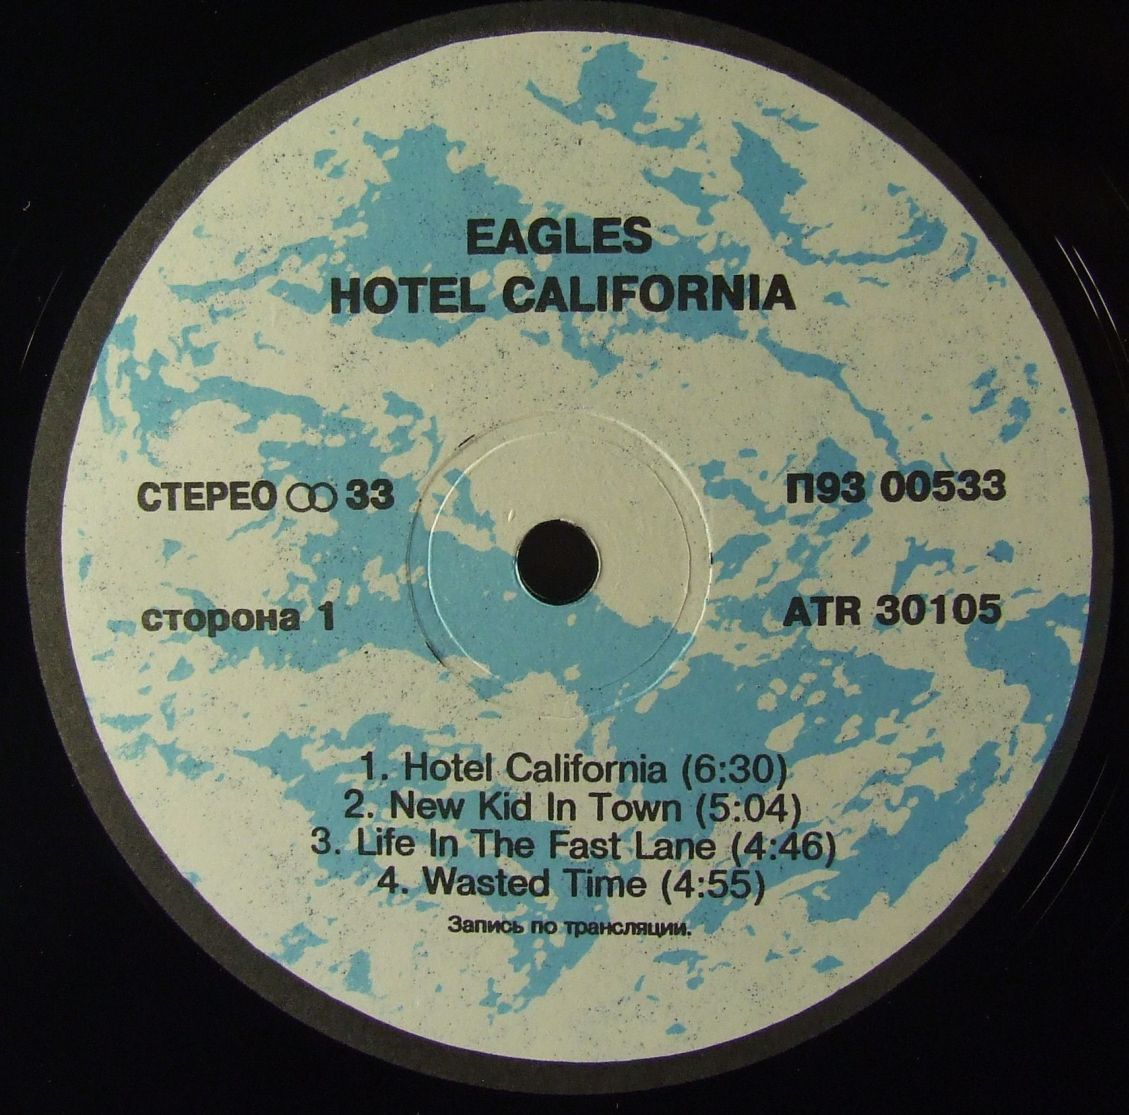 EAGLES
HOTEL CALIFORNIA
СТЕРЕО 33
П93 00533
сторона 1
ATR 30105
1. Hotel California (6:30)
2. New Kid In Town (5:04)
3. Life In The Fast Lane (4:46)
4. Wasted Time (4:55)
Запись по трансляции.